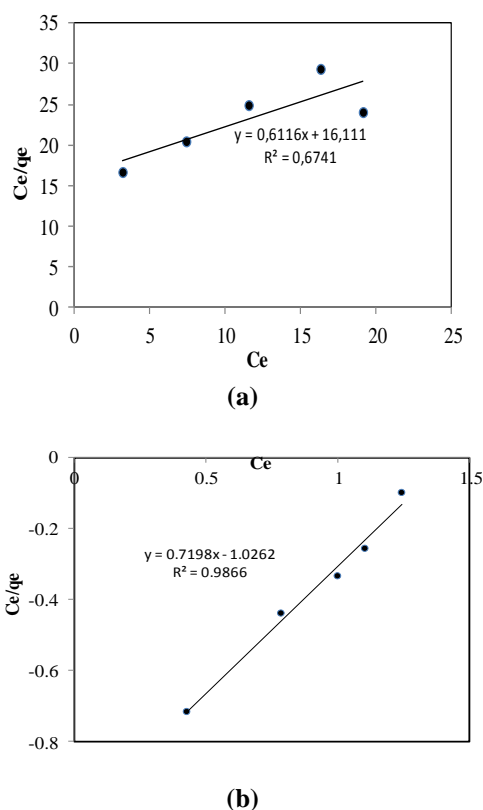 35
30
25
20
15
10
5
0
Ce/qe
y = 0,6116x + 16,111
R² = 0,6741
0 5 10 15 20 25
Ce
(a)
0 0.5 1 1.5
Ce
0
-0.2
-0.4
-0.6
-0.8
Ce/qe
y = 0.7198x - 1.0262
R² = 0.9866
(b)